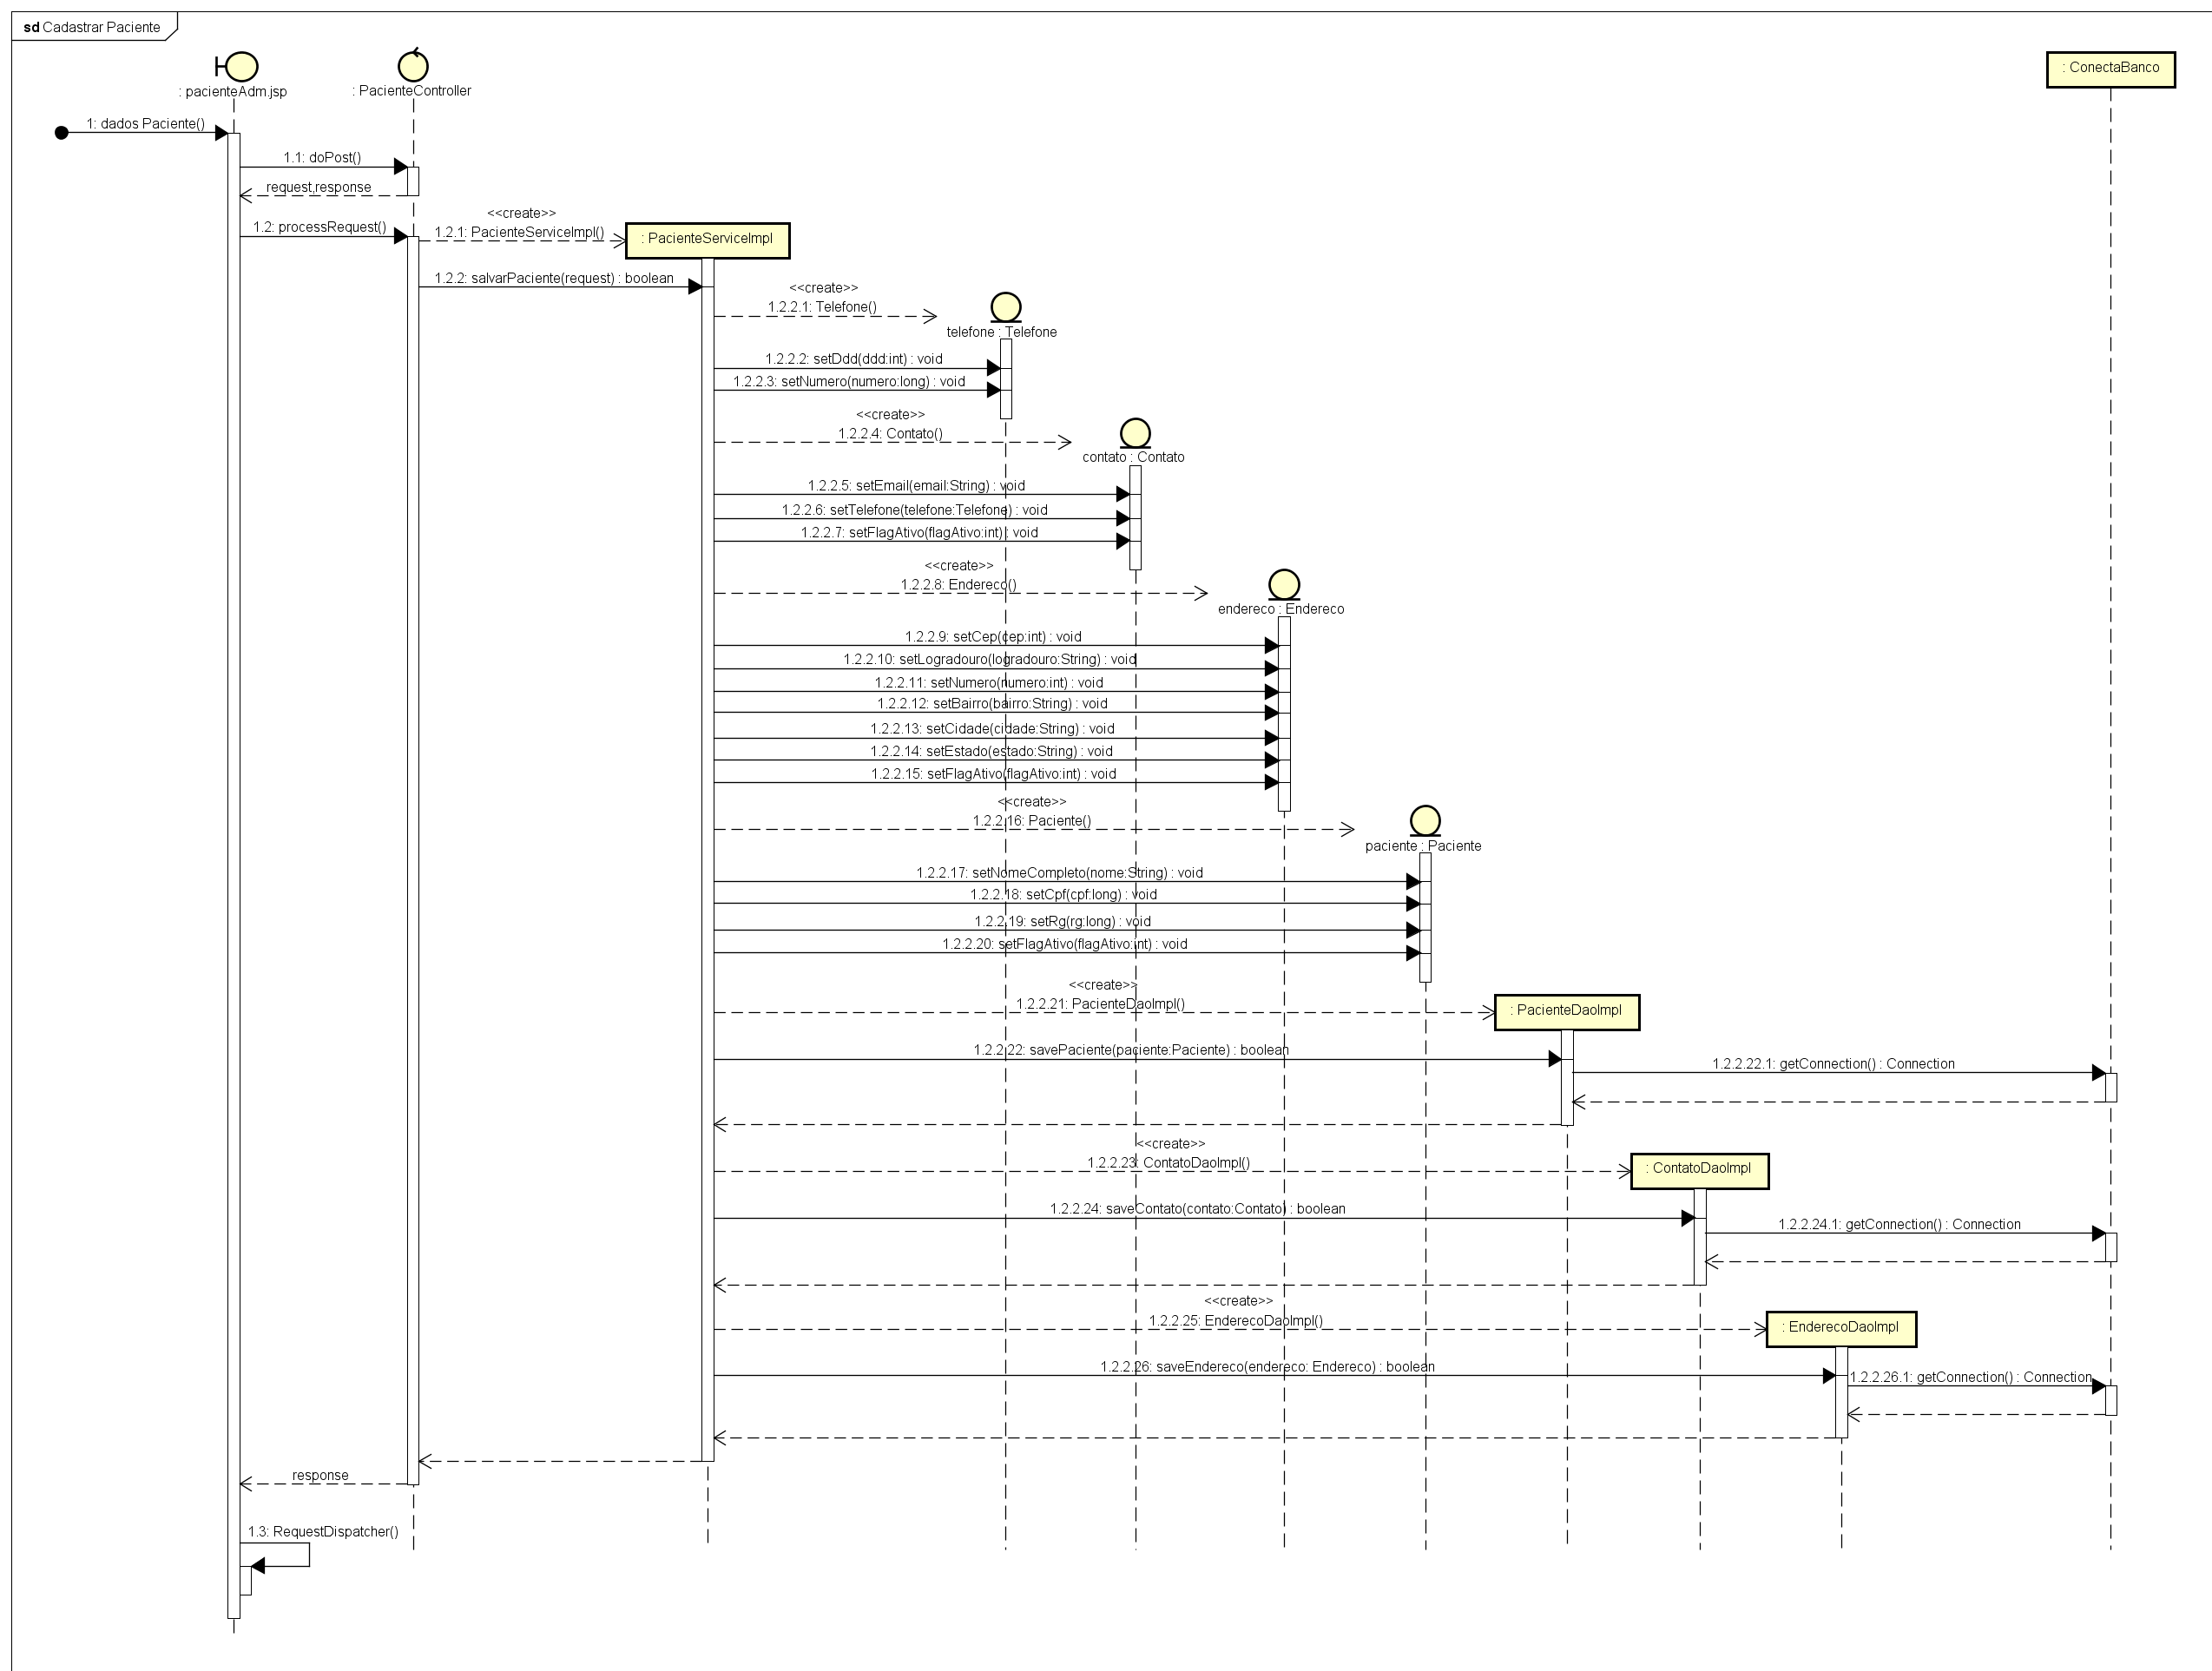 sd Cadastrar Paciente
: pacienteAdm.jsp
: PacienteController
: ConectaBanco
1: dados Paciente()
1.1: doPost()
request,response
<<create>>
1.2: processRequest()
1.2.1: PacienteServiceImpl()
: PacienteServiceImpl
1.2.2: salvarPaciente(request) : boolean
<<create>>
1.2.2.1: Telefone()
telefone : Telefone
1.2.2.2: setDdd(ddd:int) : void
1.2.2.3: setNumero(numero:long) : void
<<create>>
1.2.2.4: Contato()
contato : Contato
1.2.2.5: setEmail(email:String) : void
1.2.2.6: setTelefone(telefone:Telefone) : void
1.2.2.7: setFlagAtivo(flagAtivo:int) : void
<<create>>
1.2.2.8: Endereco()
endereco : Endereco
1.2.2.9: setCep(cep:int) : void
1.2.2.10: setLogradouro(logradouro:String) : void
1.2.2.11: setNumero(numero:int) : void
1.2.2.12: setBairro(bairro:String) : void
1.2.2.13: setCidade(cidade:String) : void
1.2.2.14: setEstado(estado:String) : void
1.2.2.15: setFlagAtivo(flagAtivo:int) : void
<<create>>
1.2.2.16: Paciente()
paciente : Paciente
1.2.2.17: setNomeCompleto(nome:String) : void
1.2.2.18: setCpf(cpf:long) : void
1.2.2.19: setRg(rg:long) : void
1.2.2.20: setFlagAtivo(flagAtivo:int) : void
<<create>>
1.2.2.21: PacienteDaoImpl()
: PacienteDaoImpl
1.2.2.22: savePaciente(paciente:Paciente) : boolean
1.2.2.22.1: getConnection() : Connection
<<create>>
1.2.2.23: ContatoDaoImpl()
: ContatoDaoImpl
1.2.2.24: saveContato(contato:Contato) : boolean
1.2.2.24.1: getConnection() : Connection
<<create>>
1.2.2.25: EnderecoDaoImpl()
: EnderecoDaoImpl
1.2.2.26: saveEndereco(endereco: Endereco) : boolean
1.2.2.26.1: getConnection() : Connection
response
1.3: RequestDispatcher()